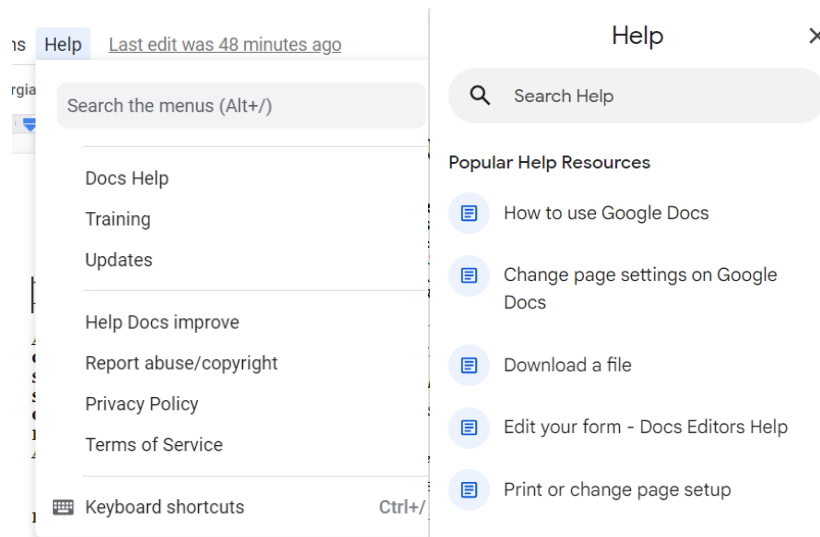 ns Help Last edit was 48 minutes ago
rgia
Search the menus (Alt+/)
Docs Help
Training
Updates
Help Docs improve
Report abuse/copyright
Privacy Policy
Terms of Service
Keyboard shortcuts Ctrl+/
Help
Search Help
Popular Help Resources
How to use Google Docs
Change page settings on Google
Docs
Download a file
Edit your form - Docs Editors Help
Print or change page setup